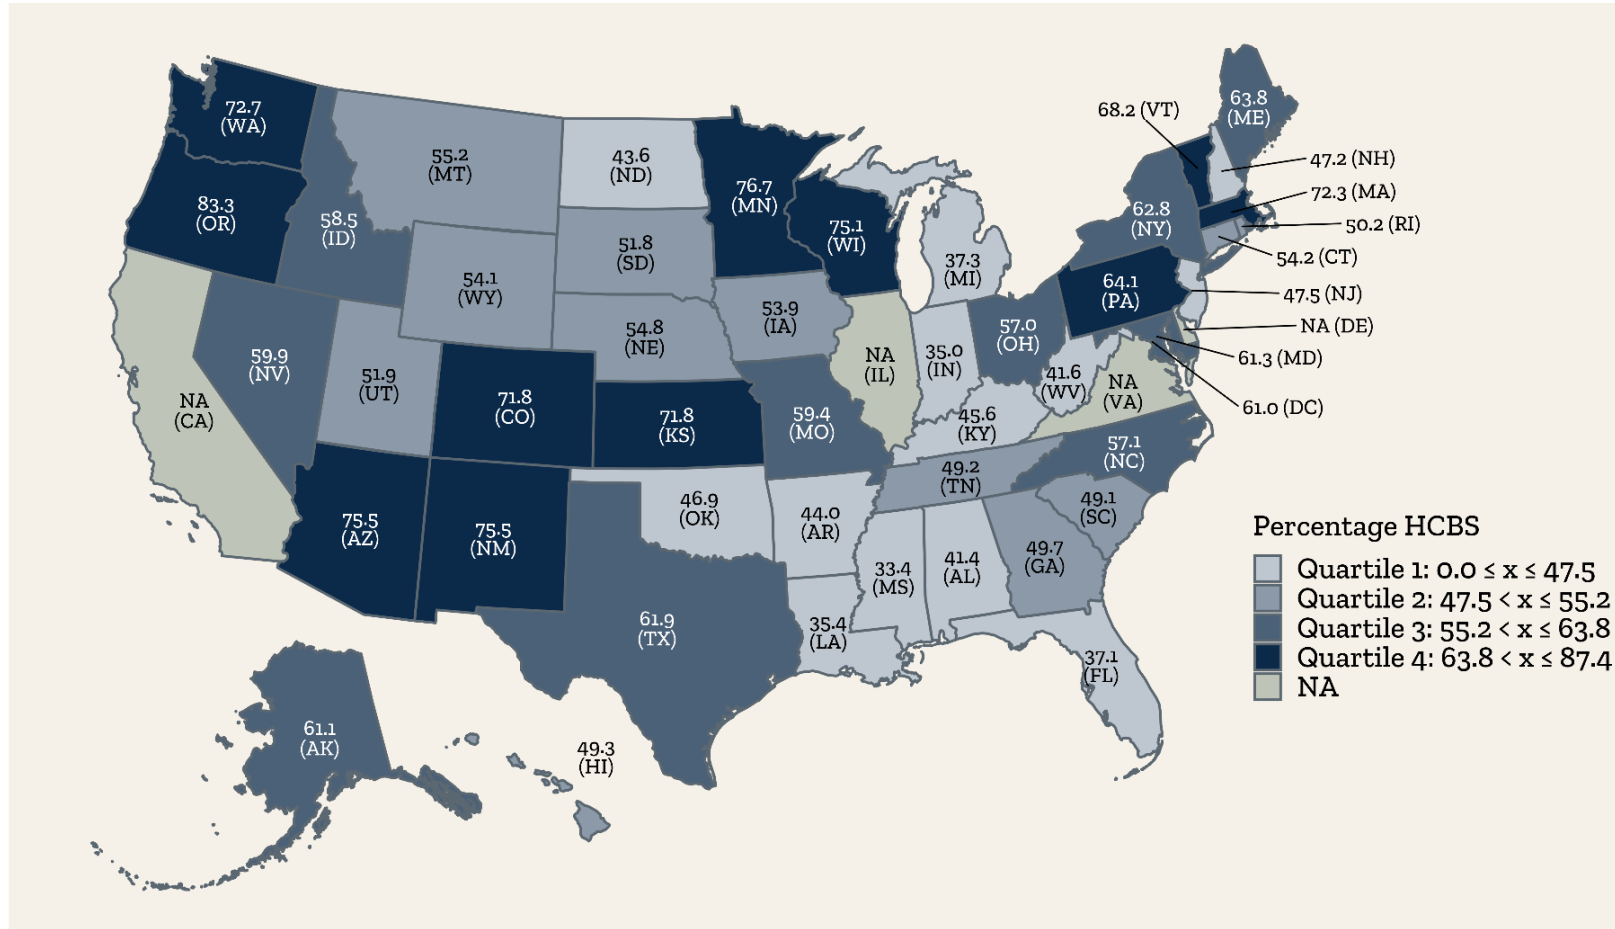 72.7
(WA)
83.3
(OR)
58.5
(ID)
55.2
(MT)
43.6
(ND)
76.7
(MN)
75.1
(WI)
51.8
(SD)
54.1
(WY)
54.8
(NE)
53.9
(IA)
37.3
(MI)
68.2 (VT)
63.8
(ME)
47.2 (NH)
72.3 (MA)
62.8
(NY)
50.2 (RI)
54.2 (CT)
64.1
(PA)
47.5 (NJ)
NA (DE)
61.3 (MD)
61.0 (DC)
NA
(CA)
59.9
(NV)
51.9
(UT)
71.8
(CO)
71.8
(KS)
59.4
(MO)
NA
(IL)
35.0
(IN)
57.0
(OH)
41.6
(WV)
NA
(VA)
45.6
(KY)
57.1
(NC)
49.2
(TN)
49.1
(SC)
75.5
(AZ)
75.5
(NM)
46.9
(OK)
44.0
(AR)
33.4
(MS)
41.4
(AL)
49.7
(GA)
61.9
(TX)
35.4
(LA)
37.1
(FL)
61.1
(AK)
49.3
(HI)
Percentage HCBS
Quartile 1: 0.0 ≤ x ≤ 47.5
Quartile 2: 47.5 < x ≤ 55.2
Quartile 3: 55.2 < x ≤ 63.8
Quartile 4: 63.8 < x ≤ 87.4
NA